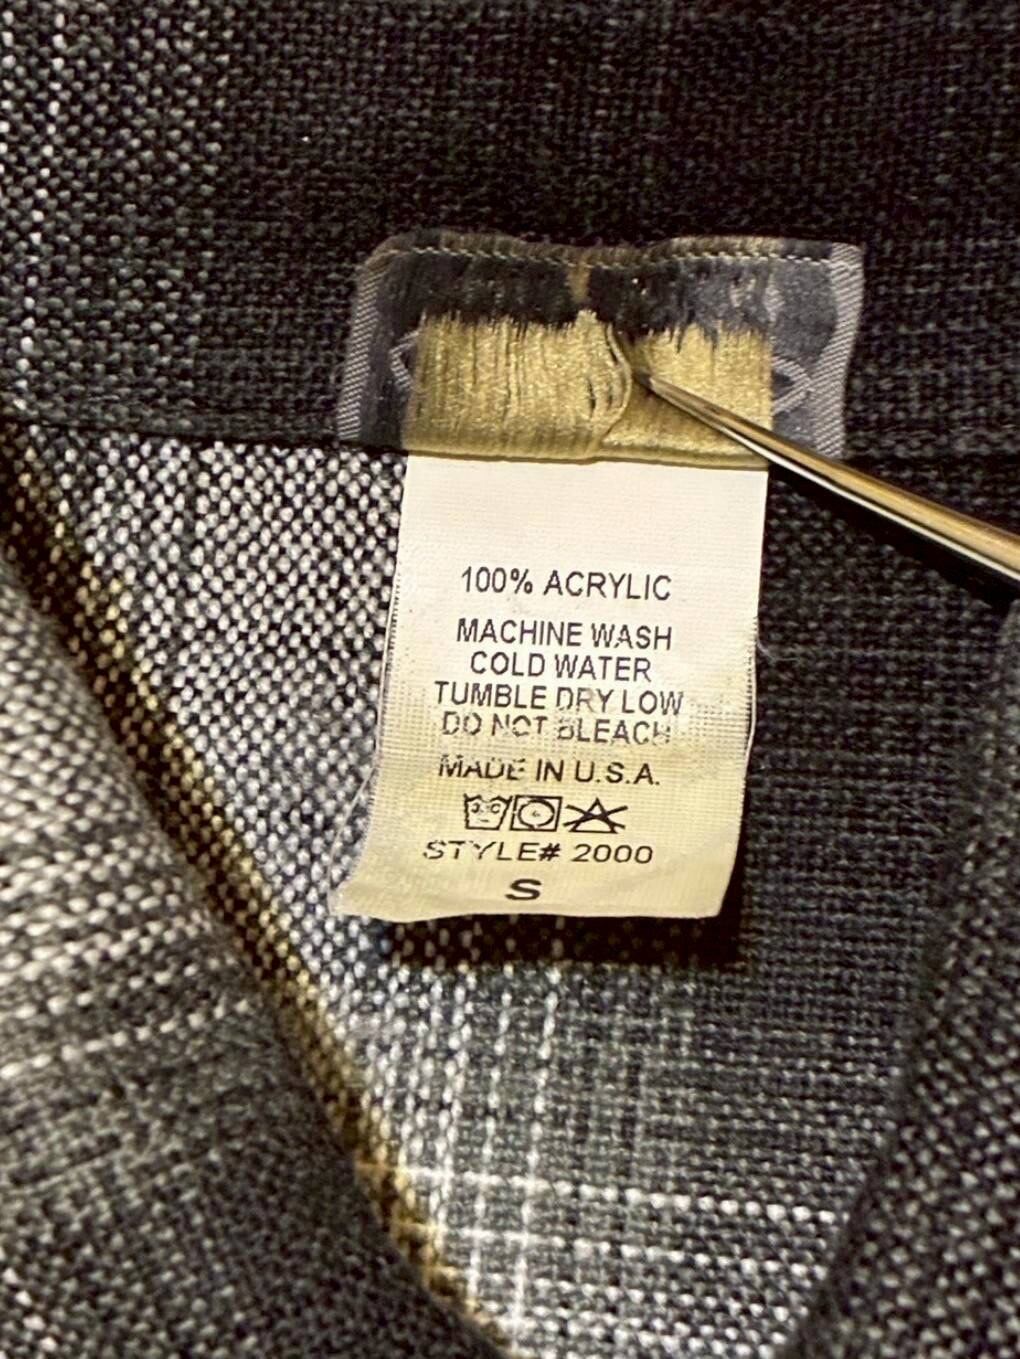 100% ACRYLIC
MACHINE WASH
COLD WATER
TUMBLE DRY LOW
DO NOT BLEACH
MADE IN U.S.A.
STYLE# 2000
S